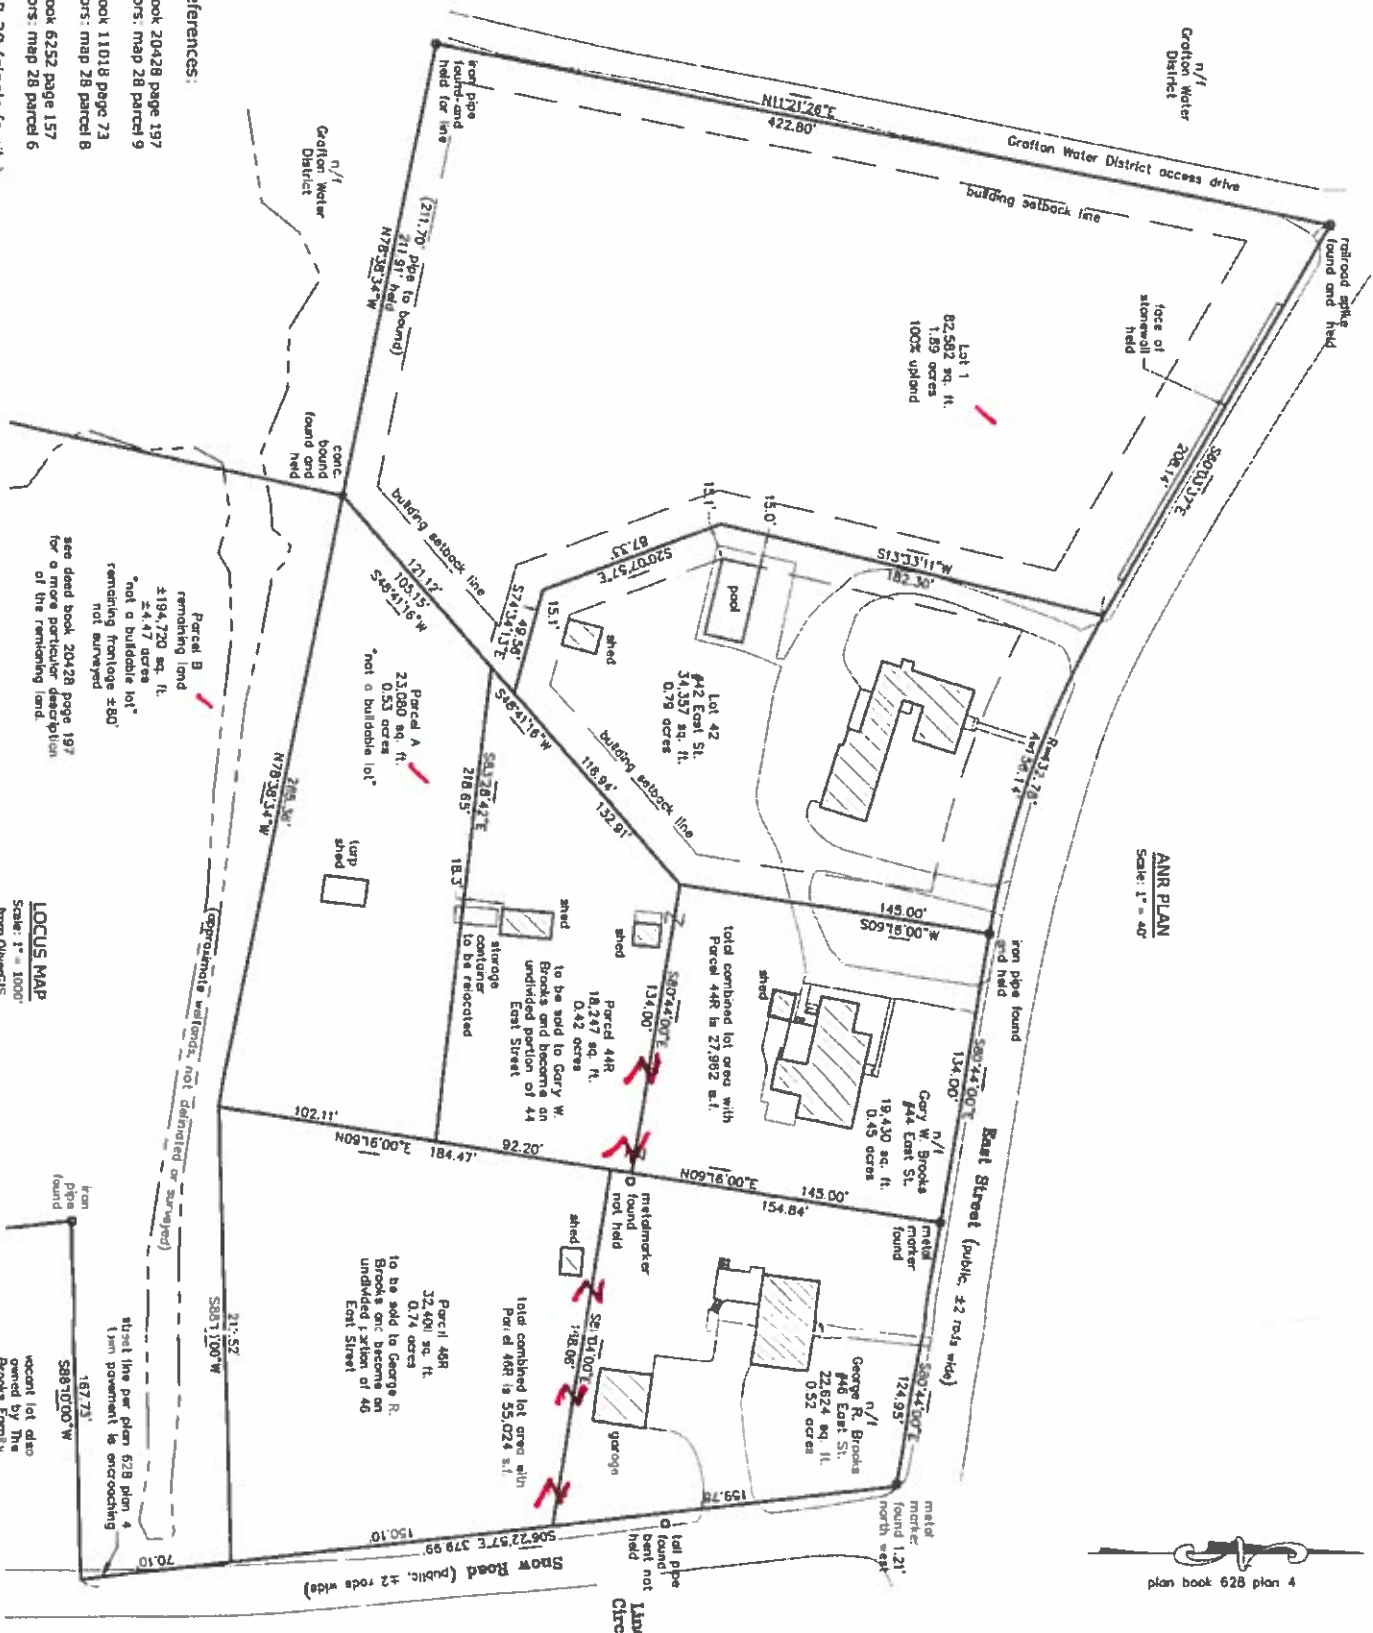 n/f
Grafton Water
District
N11°21'26"E
422.80'
Grafton Water District access drive
building setback line
railroad spike
found and held
face of
stonewall
held
S60°03'37"E
208.14'
iron pipe
found and
held for line
(211.70' pipe to bound)
211.91' held
N78°38'34"W
n/f
Grafton Water
District
Lot 1
82,582 sq. ft.
1.89 acres
100% upland
conc.
bound
found and
held
building setback line
121.12'
105.15'
S48°41'16"W
87.33'
S20°07'57"E
15.1'
15.0'
S13°33'11"W
182.30'
pool
15.1'
49.56'
S74°34'13"E
shed
Lot 42
#42 East St.
34,357 sq. ft.
0.79 acres
S48°41'16"W
118.94'
132.91'
building setback line
ANR PLAN
Scale: 1" = 40'
145.00'
S09°16'00"W
iron pipe found
and held
S80°44'00"E
134.00'
East Street (public, ±2 rods wide)
Parcel A
23,080 sq. ft.
0.53 acres
"not a buildable lot"
S83°28'42"E
218.65'
18.3'
tarp
shed
storage
container
to be relocated
shed
shed
S80°44'00"E
134.00'
total combined lot area with
Parcel 44R is 27,982 s.f.
shed
n/f
Gary W. Brooks
#44 East St.
19,430 sq. ft.
0.45 acres
Parcel 44R
18,247 sq. ft.
0.42 acres
to be sold to Gary W.
Brooks and become an
undivided portion of 44
East Street
Parcel B
remaining land
±194,720 sq. ft.
±4.47 acres
"not a buildable lot"
remaining frontage ±80'
not surveyed
see deed book 20428 page 197
for a more particular description
of the remaining land.
N78°38'34"W
(approximate wetlands, not deliniated or surveyed)
102.11'
N09°16'00"E
184.47'
92.20'
N09°16'00"E
145.00'
154.84'
metal
marker
found
metalmarker
found
not held
shed
S81°04'00"E
total combined lot area with
Parcel 46R is 55,024 s.f.
Parcel 46R
0.74 acres
to be sold to George R.
Brooks and become an
undivided portion of 46
East Street
garage
n/f
George R. Brooks
#46 East St.
22,624 sq. ft.
0.52 acres
S80°44'00"E
124.95'
metal
marker
found 1.21'
north west
tall pipe
found
bent not
held
150.10'
S06°22'57"E 379.99'
Snow Road (public, ±2 rods wide)
70.10'
iron
pipe
found
167.73'
S88°10'00"W
street line per plan 628 plan 4
town pavement is encroaching
vacant lot also
owned by The
Brooks Family
LOCUS MAP
Scale: 1" = 1000'
eferences:
ook 20428 page 197
ors: map 28 parcel 9
ook 11018 page 73
ors: map 28 parcel 8
ook 6252 page 157
ors: map 28 parcel 6
plan book 628 plan 4